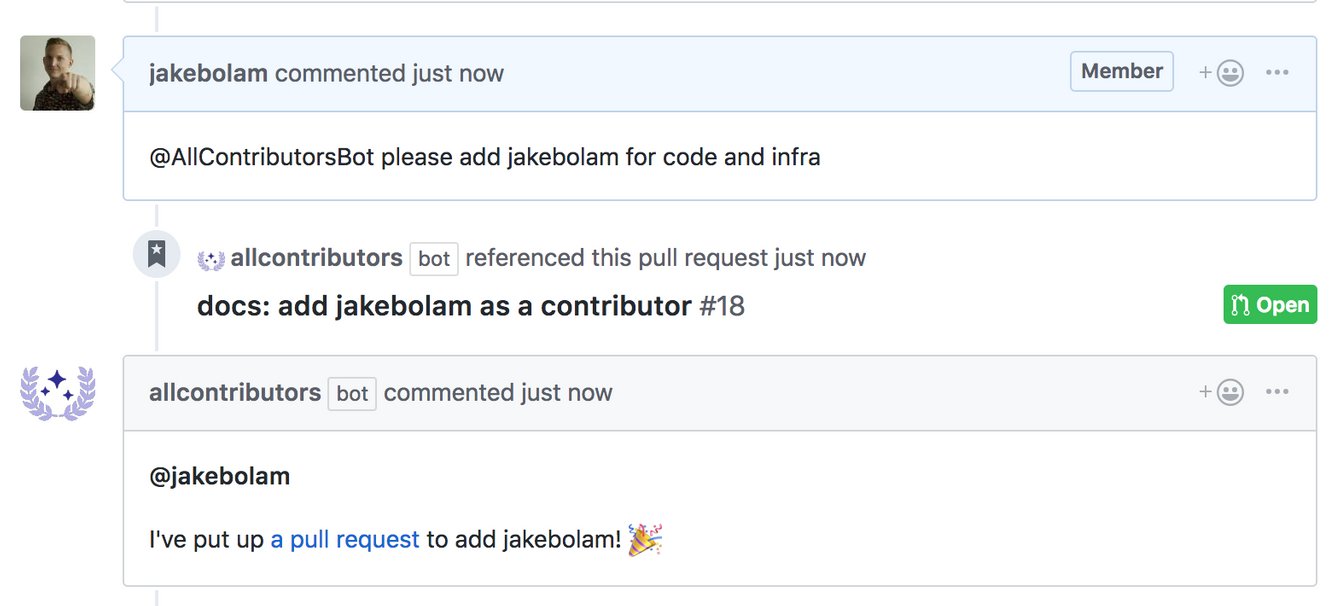 jakebolam commented just now Member
@AllContributorsBot please add jakebolam for code and infra
allcontributors bot referenced this pull request just now
docs: add jakebolam as a contributor #18 Open
allcontributors bot commented just now
@jakebolam
I've put up a pull request to add jakebolam! 🎉